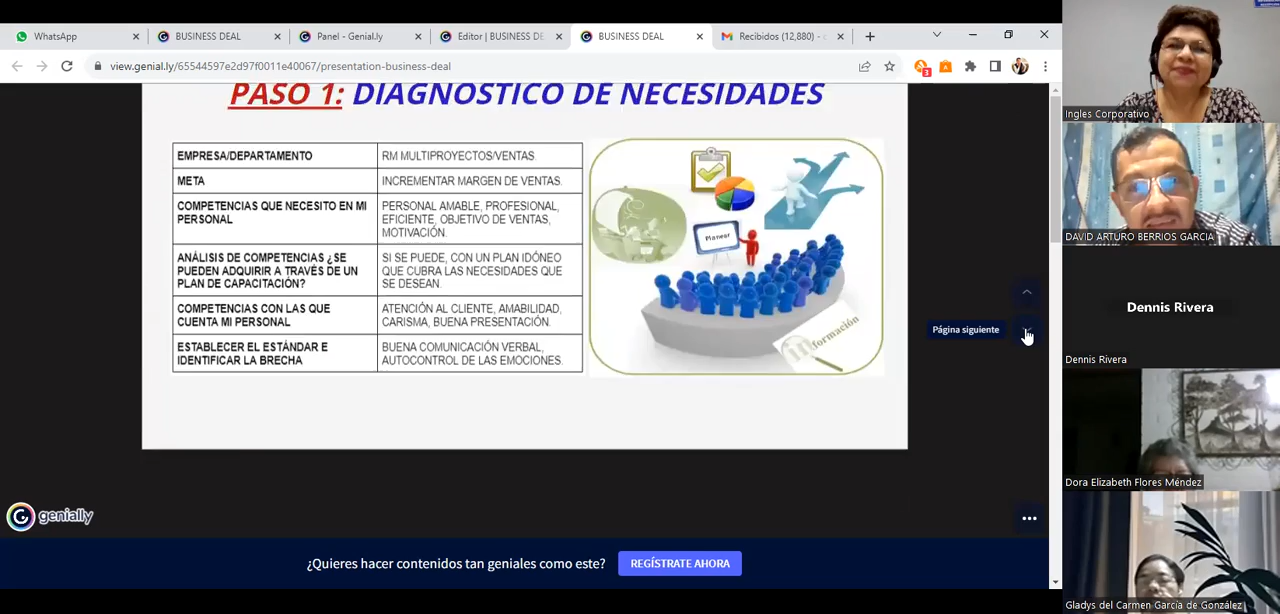 WhatsApp
BUSINESS DEAL
Panel - Genial.ly
Editor | BUSINESS DE
BUSINESS DEAL
Recibidos (12,880) -
view.genial.ly/65544597e2d97f0011e40067/presentation-business-deal
3
PASO 1: DIAGNOSTICO DE NECESIDADES
EMPRESA/DEPARTAMENTO
RM MULTIPROYECTOS/VENTAS.
META
INCREMENTAR MARGEN DE VENTAS.
COMPETENCIAS QUE NECESITO EN MI
PERSONAL
PERSONAL AMABLE, PROFESIONAL,
EFICIENTE, OBJETIVO DE VENTAS,
MOTIVACIÓN.
ANÁLISIS DE COMPETENCIAS ¿SE
PUEDEN ADQUIRIR A TRAVÉS DE UN
PLAN DE CAPACITACIÓN?
SI SE PUEDE, CON UN PLAN IDÓNEO
QUE CUBRA LAS NECESIDADES QUE
SE DESEAN.
COMPETENCIAS CON LAS QUE
CUENTA MI PERSONAL
ATENCIÓN AL CLIENTE, AMABILIDAD,
CARISMA, BUENA PRESENTACIÓN.
ESTABLECER EL ESTÁNDAR E
IDENTIFICAR LA BRECHA
BUENA COMUNICACIÓN VERBAL,
AUTOCONTROL DE LAS EMOCIONES.
Planear
información
Página siguiente
genially
¿Quieres hacer contenidos tan geniales como este?
REGÍSTRATE AHORA
Ingles Corporativo
DAVID ARTURO BERRIOS GARCIA
Dennis Rivera
Dennis Rivera
Dora Elizabeth Flores Méndez
Gladys del Carmen García de González